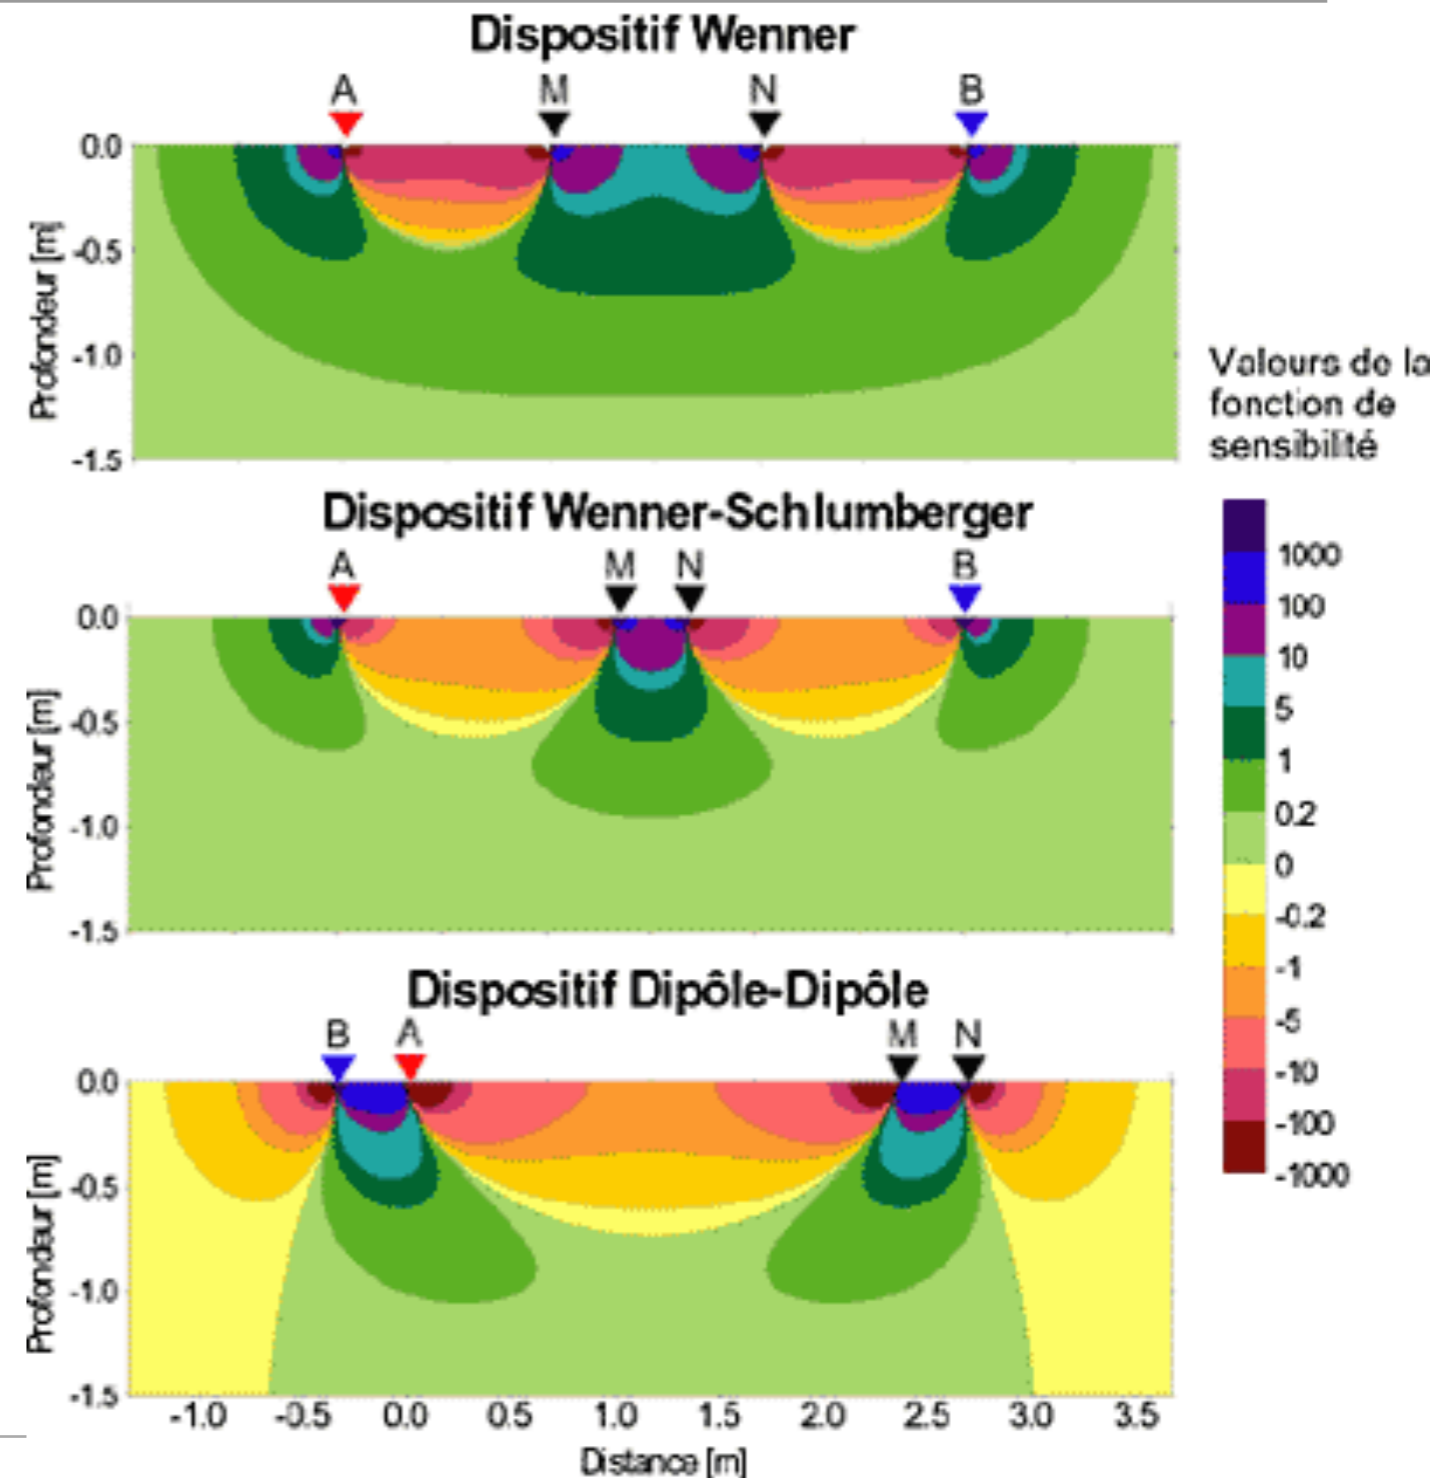 Dispositif Wenner
A M N B
0.0
-0.5
-1.0
-1.5
Profondeur [m]
Valours de la
fonction de
sensibilité
1000
100
10
5
1
0.2
0
-0.2
-1
-5
-10
-100
-1000
Dispositif Wenner-Schlumberger
A M N B
0.0
-0.5
-1.0
-1.5
Profondeur [m]
Dispositif Dipôle-Dipôle
B A M N
0.0
-0.5
-1.0
-1.5
Profondeur [m]
-1.0 -0.5 0.0 0.5 1.0 1.5 2.0 2.5 3.0 3.5
Distance [m]